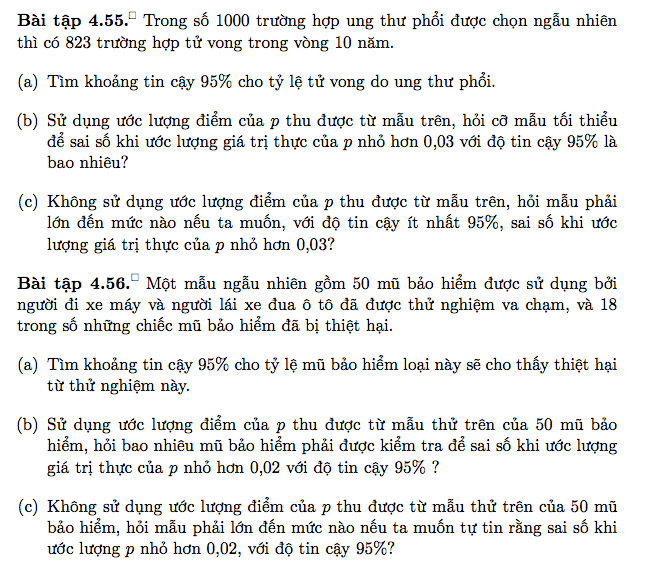 Bài tập 4.55.□ Trong số 1000 trường hợp ung thư phổi được chọn ngẫu nhiên
thì có 823 trường hợp tử vong trong vòng 10 năm.
(a) Tìm khoảng tin cậy 95% cho tỷ lệ tử vong do ung thư phổi.
(b) Sử dụng ước lượng điểm của p thu được từ mẫu trên, hỏi cỡ mẫu tối thiểu
để sai số khi ước lượng giá trị thực của p nhỏ hơn 0,03 với độ tin cậy 95% là
bao nhiêu?
(c) Không sử dụng ước lượng điểm của p thu được từ mẫu trên, hỏi mẫu phải
lớn đến mức nào nếu ta muốn, với độ tin cậy ít nhất 95%, sai số khi ước
lượng giá trị thực của p nhỏ hơn 0,03?
Bài tập 4.56.□ Một mẫu ngẫu nhiên gồm 50 mũ bảo hiểm được sử dụng bởi
người đi xe máy và người lái xe đua ô tô đã được thử nghiệm va chạm, và 18
trong số những chiếc mũ bảo hiểm đã bị thiệt hại.
(a) Tìm khoảng tin cậy 95% cho tỷ lệ mũ bảo hiểm loại này sẽ cho thấy thiệt hại
từ thử nghiệm này.
(b) Sử dụng ước lượng điểm của p thu được từ mẫu thử trên của 50 mũ bảo
hiểm, hỏi bao nhiêu mũ bảo hiểm phải được kiểm tra để sai số khi ước lượng
giá trị thực của p nhỏ hơn 0,02 với độ tin cậy 95% ?
(c) Không sử dụng ước lượng điểm của p thu được từ mẫu thử trên của 50 mũ
bảo hiểm, hỏi mẫu phải lớn đến mức nào nếu ta muốn tự tin rằng sai số khi
ước lượng p nhỏ hơn 0,02, với độ tin cậy 95%?